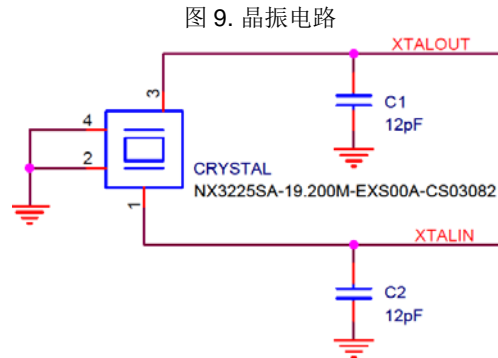 图 9. 晶振电路
XTALOUT
3
C1
12pF
4
2
CRYSTAL
NX3225SA-19.200M-EXS00A-CS03082
1
XTALIN
C2
12pF